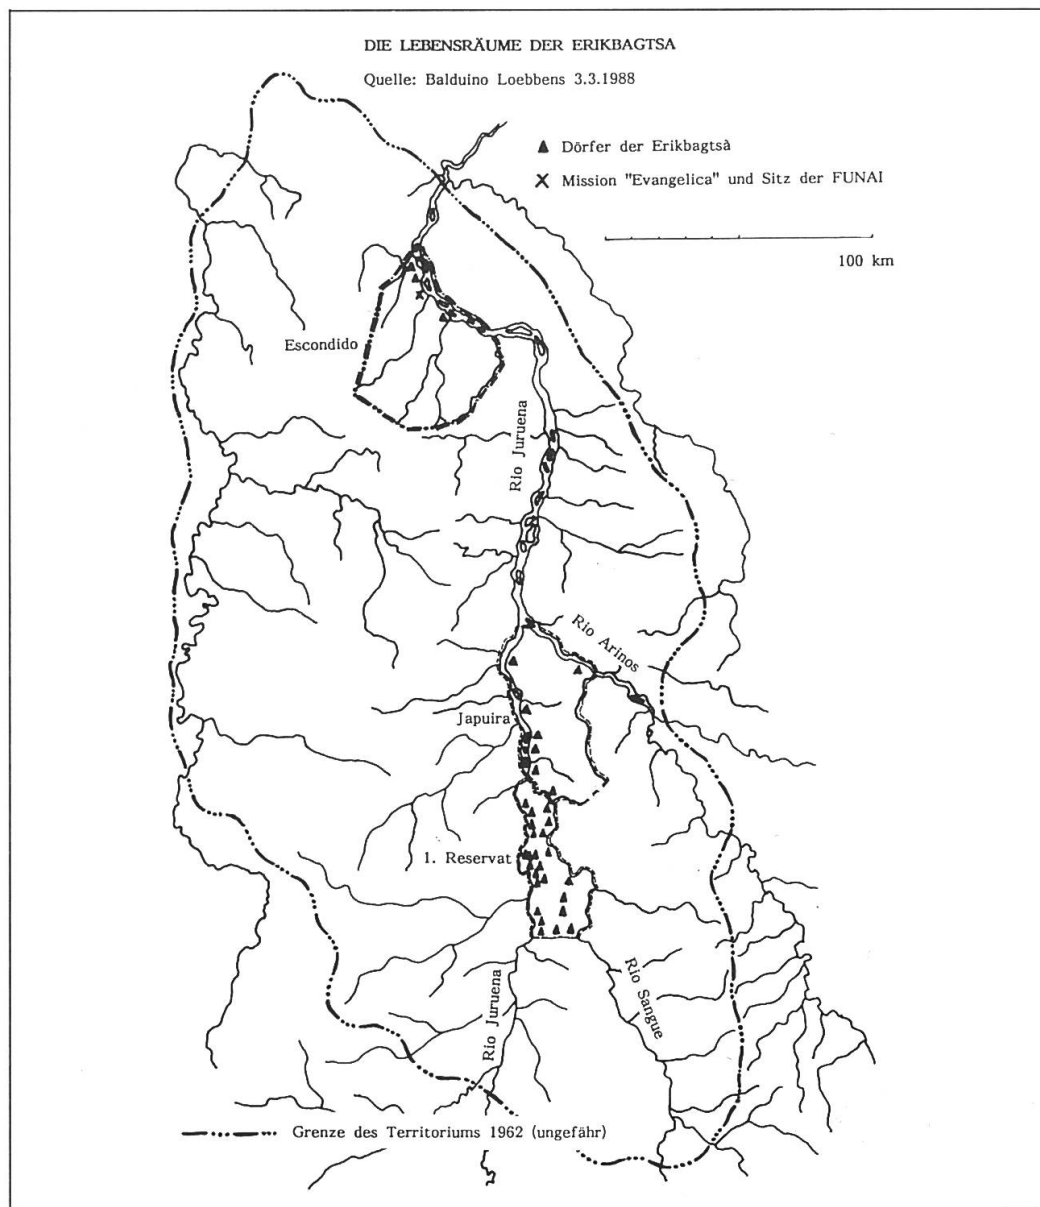 DIE LEBENSRÄUME DER ERIKBAGTSA
Quelle: Balduino Loebbens 3.3.1988
Dörfer der Erikbagtsà
Mission "Evangelica" und Sitz der FUNAI
100 km
Escondido
Rio Juruena
Rio Arinos
Japuira
1. Reservat
Rio Juruena
Rio Sangue
Grenze des Territoriums 1962 (ungefähr)